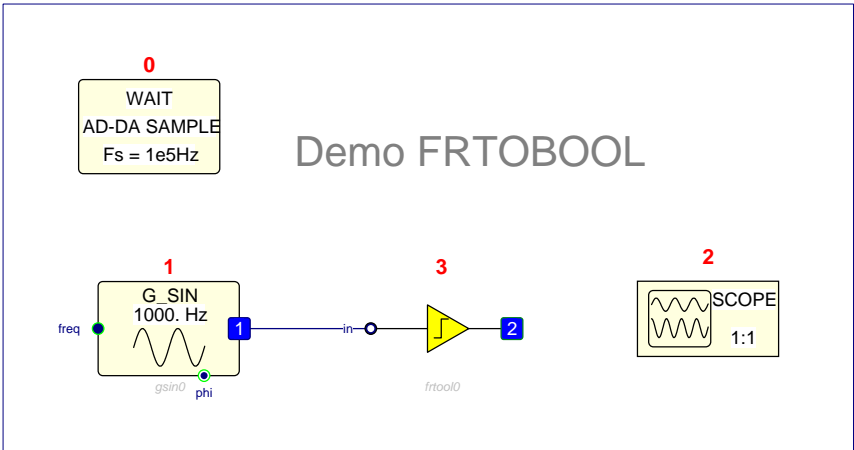 0
WAIT
AD-DA SAMPLE
Fs = 1e5Hz
Demo FRTOBOOL
1
G_SIN
1000. Hz
freq
1
gsin0
phi
3
in
2
frtool0
2
SCOPE
1:1